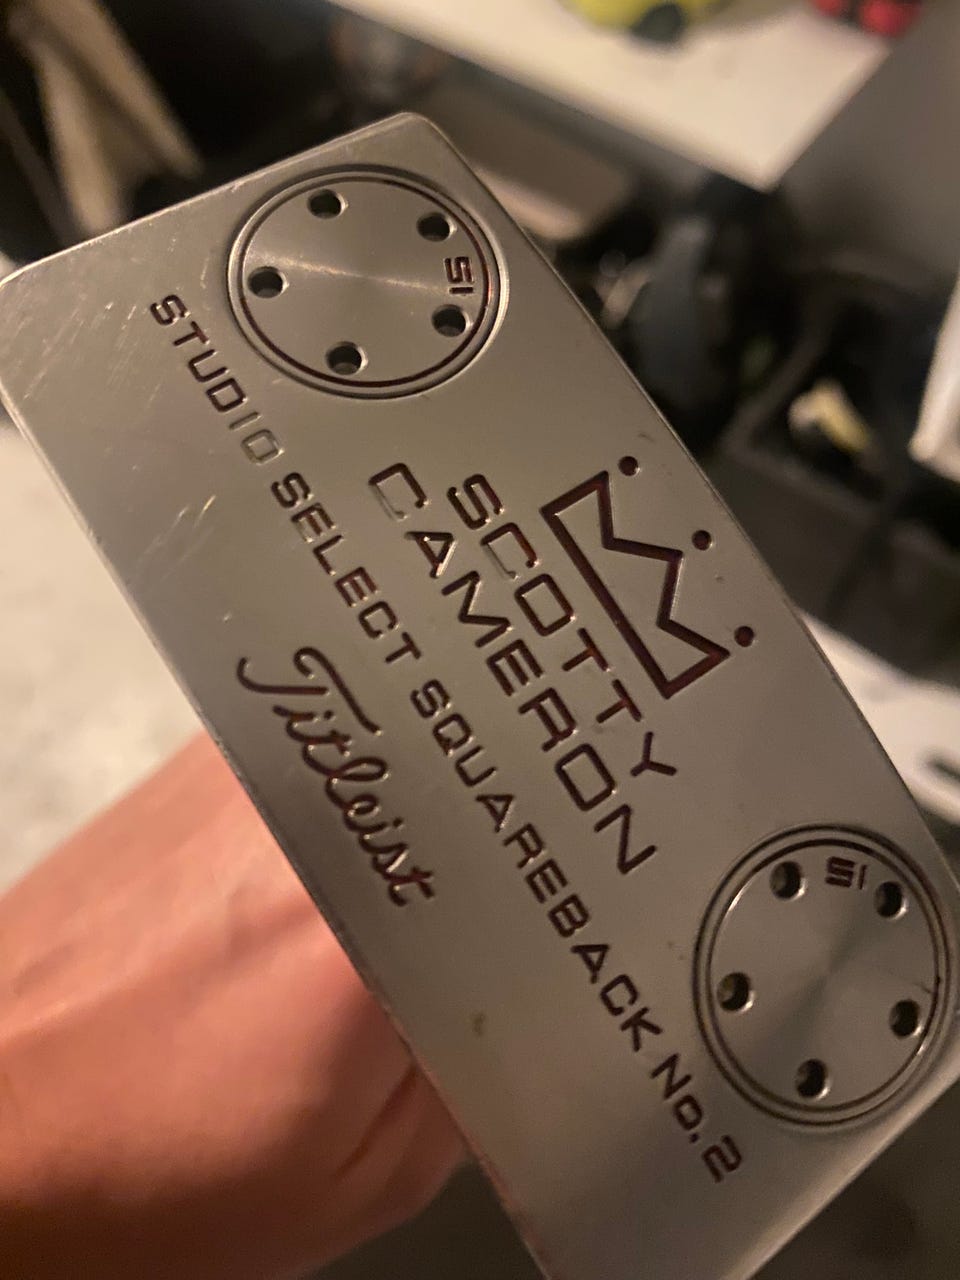 SCOTTY
CAMERON
STUDIO SELECT SQUAREBACK No.2
Titleist
15
15